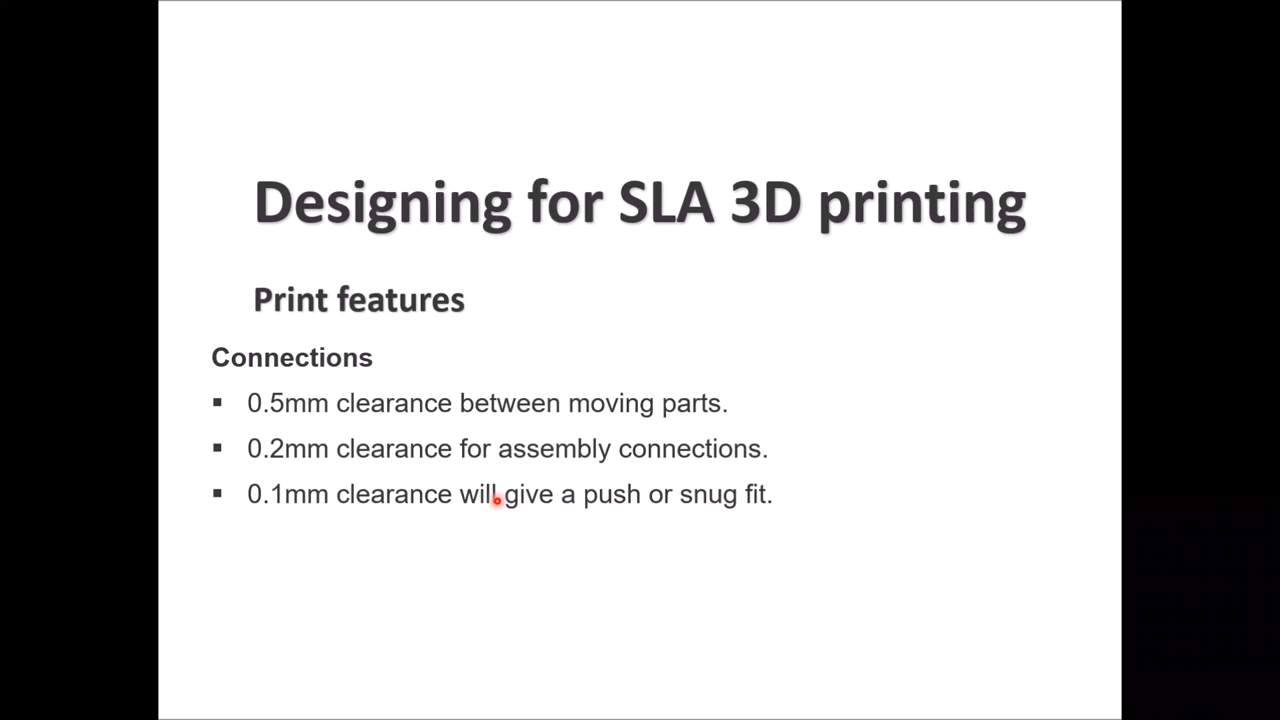 Designing for SLA 3D printing
Print features
Connections
▪ 0.5mm clearance between moving parts.
▪ 0.2mm clearance for assembly connections.
▪ 0.1mm clearance will give a push or snug fit.